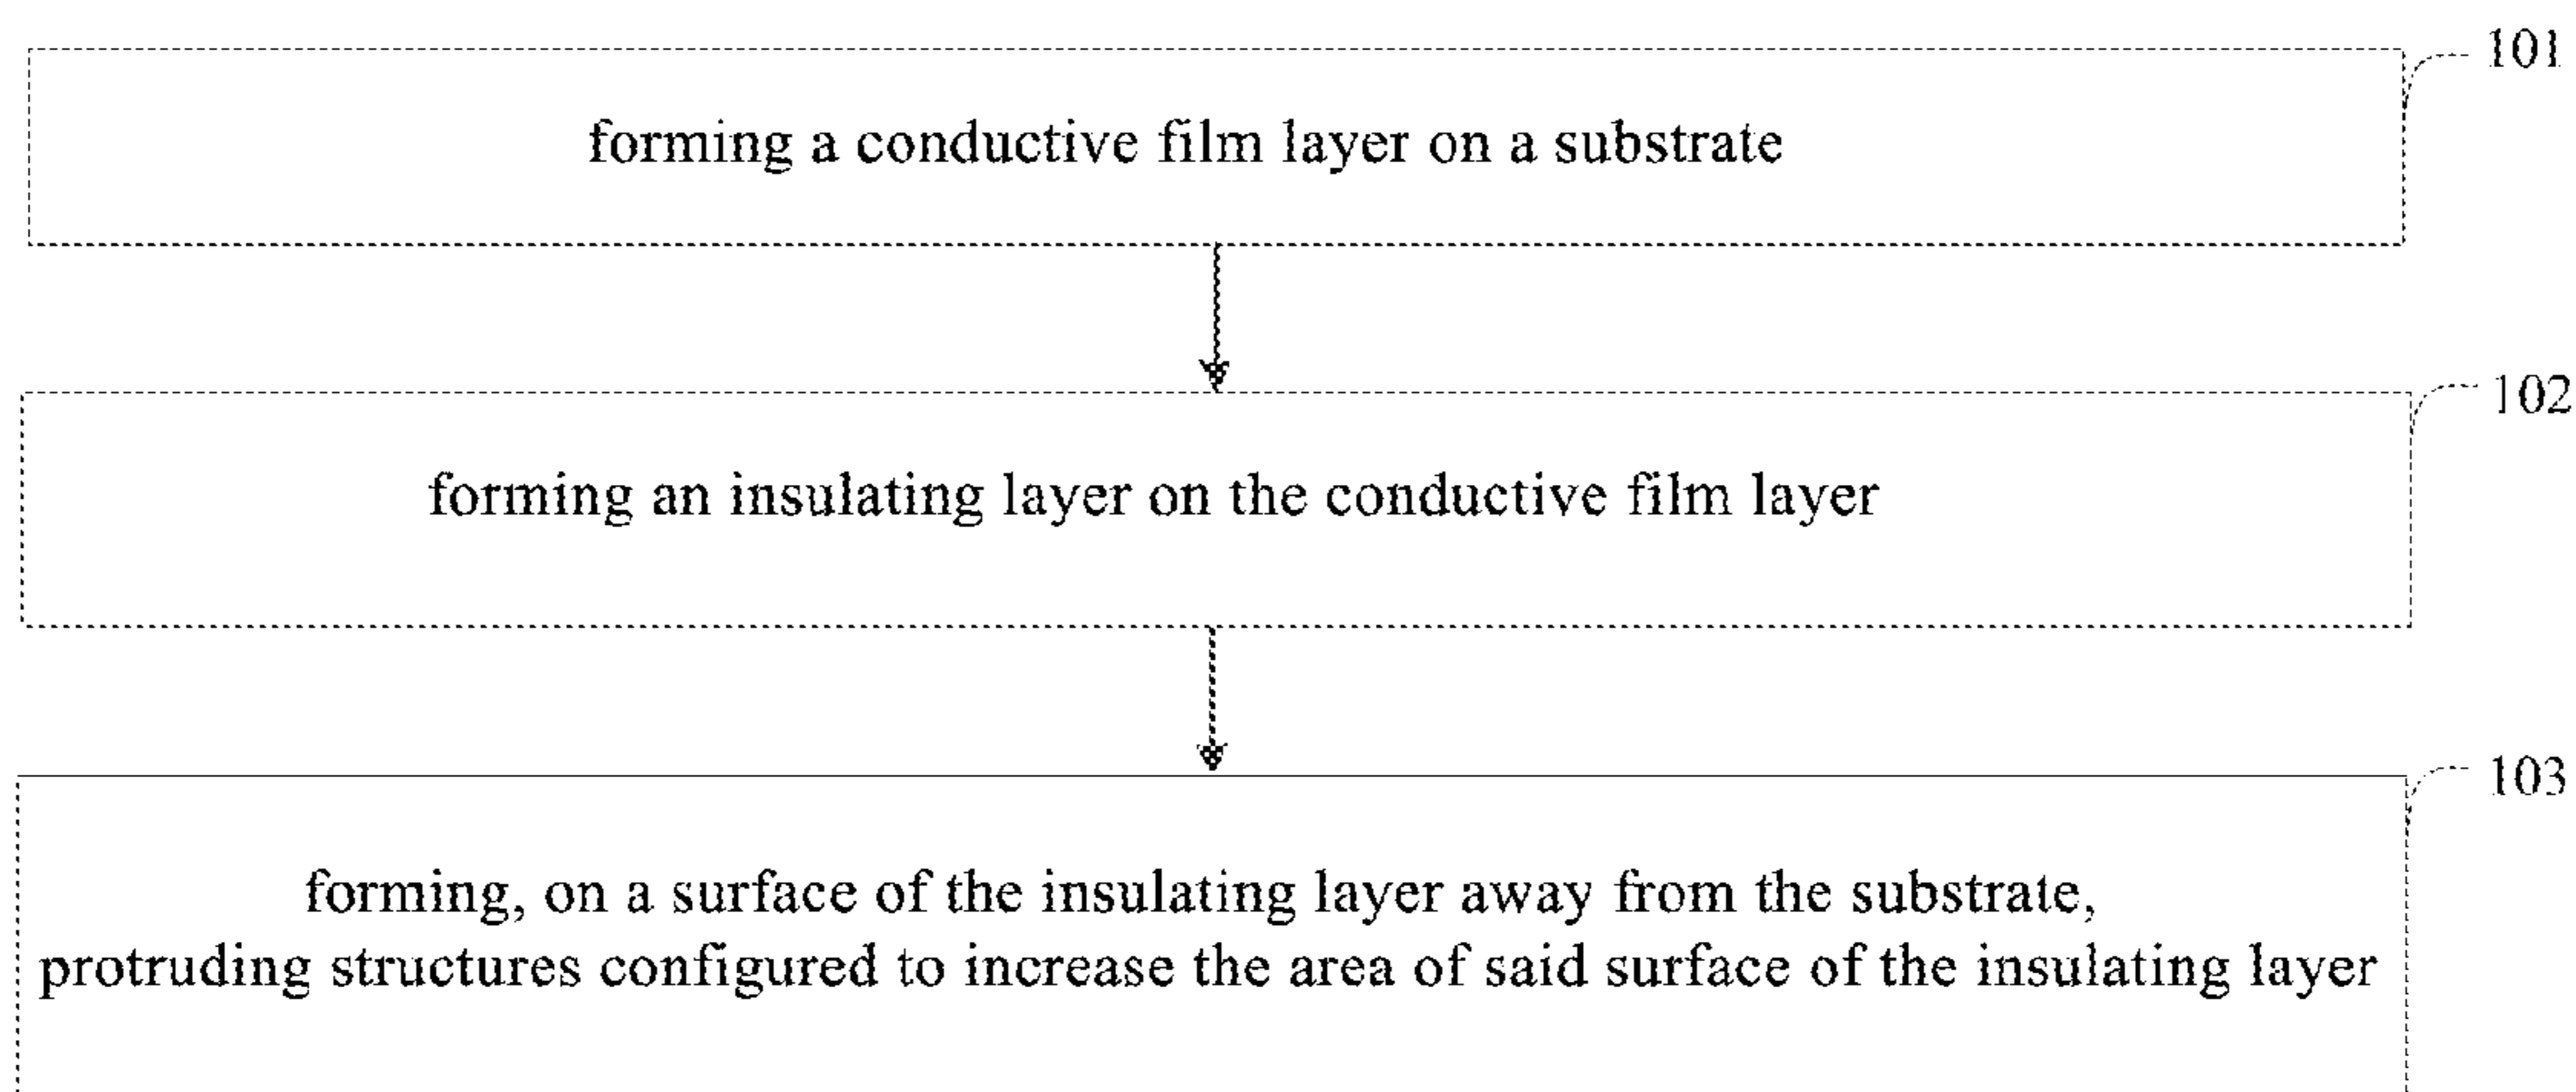 101
forming a conductive film layer on a substrate
102
forming an insulating layer on the conductive film layer
103
forming, on a surface of the insulating layer away from the substrate,
protruding structures configured to increase the area of said surface of the insulating layer